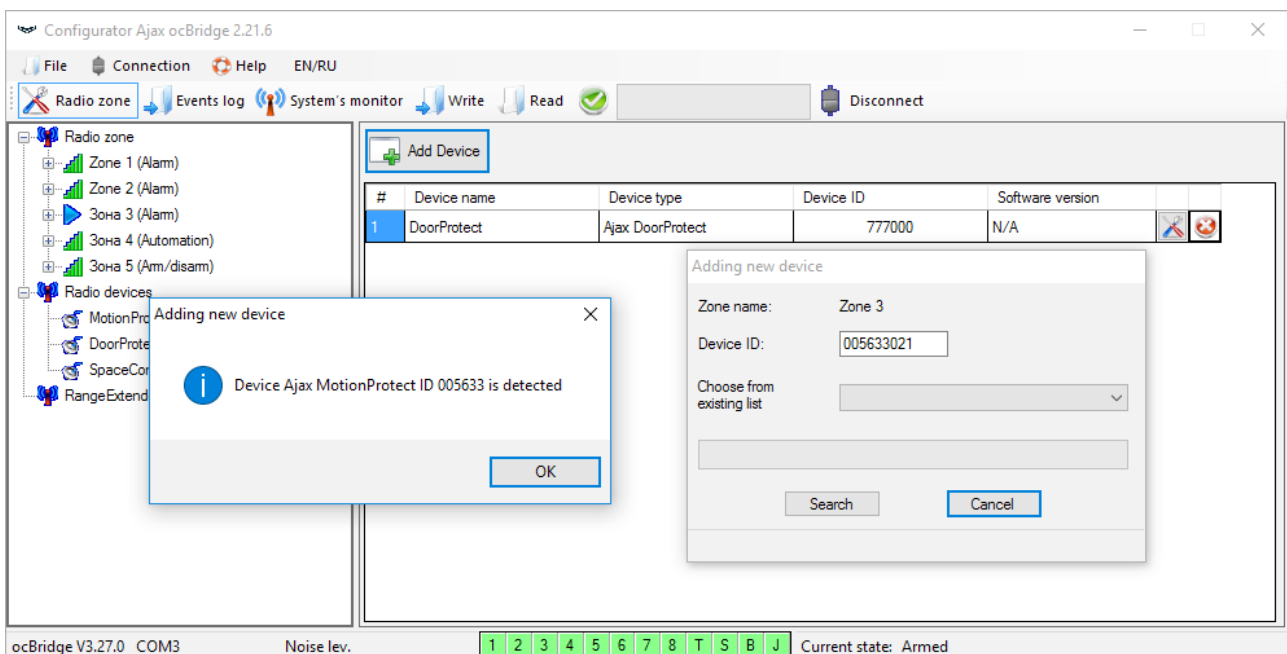 Configurator Ajax ocBridge 2.21.6
File Connection Help EN/RU
Radio zone Events log System's monitor Write Read Disconnect
Radio zone
Zone 1 (Alarm)
Zone 2 (Alarm)
Зона 3 (Alarm)
Зона 4 (Automation)
Зона 5 (Arm/disarm)
Radio devices
MotionPro
DoorProte
SpaceCor
RangeExtend
Add Device
# Device name Device type Device ID Software version
1 DoorProtect Ajax DoorProtect 777000 N/A
Adding new device
Device Ajax MotionProtect ID 005633 is detected
OK
Adding new device
Zone name: Zone 3
Device ID: 005633021
Choose from
existing list
Search Cancel
ocBridge V3.27.0 COM3 Noise lev. 1 2 3 4 5 6 7 8 T S B J Current state: Armed